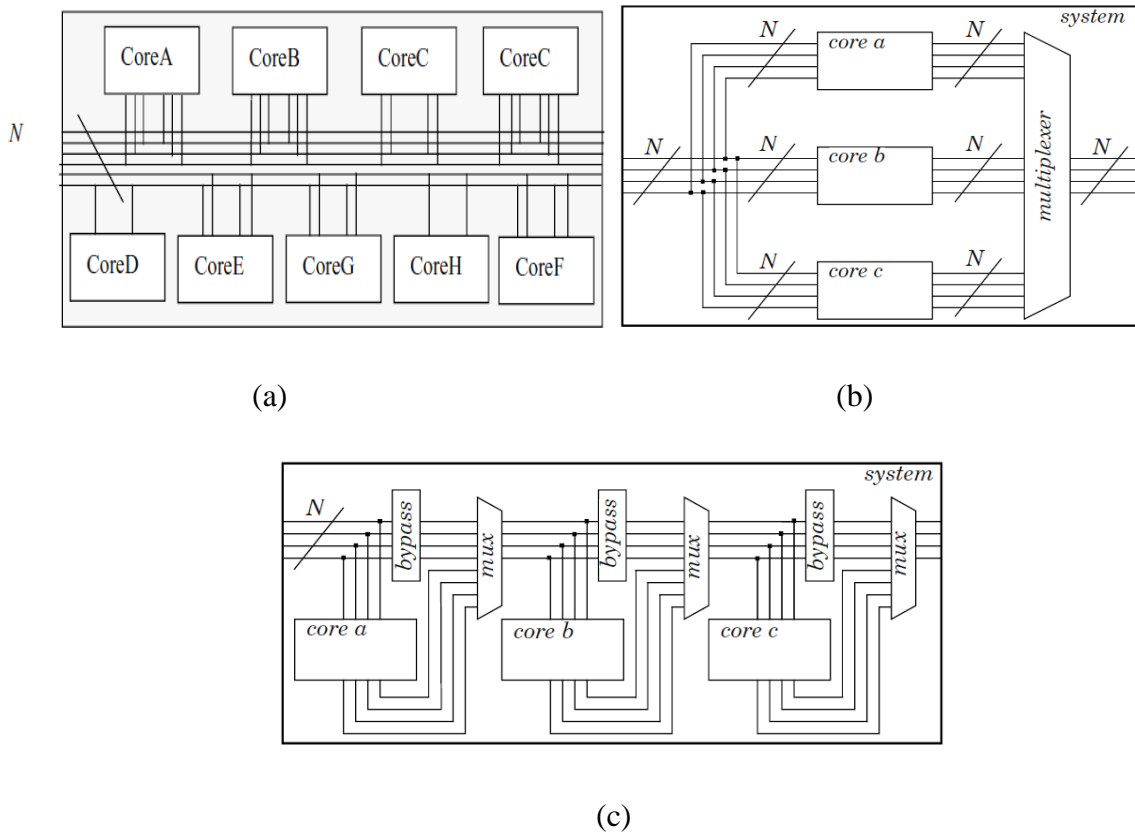 CoreA CoreB CoreC CoreC
N
CoreD CoreE CoreG CoreH CoreF
(a)
system
N core a N
N N core b N N
N core c N
multiplexer
(b)
system
N bypass mux bypass mux bypass mux
core a core b core c
(c)